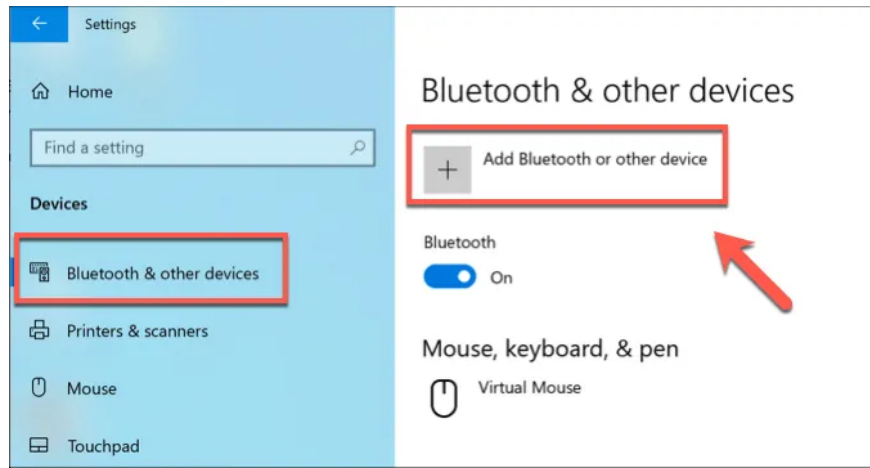 Settings
Home
Find a setting
Devices
Bluetooth & other devices
Printers & scanners
Mouse
Touchpad
Bluetooth & other devices
Add Bluetooth or other device
Bluetooth
On
Mouse, keyboard, & pen
Virtual Mouse